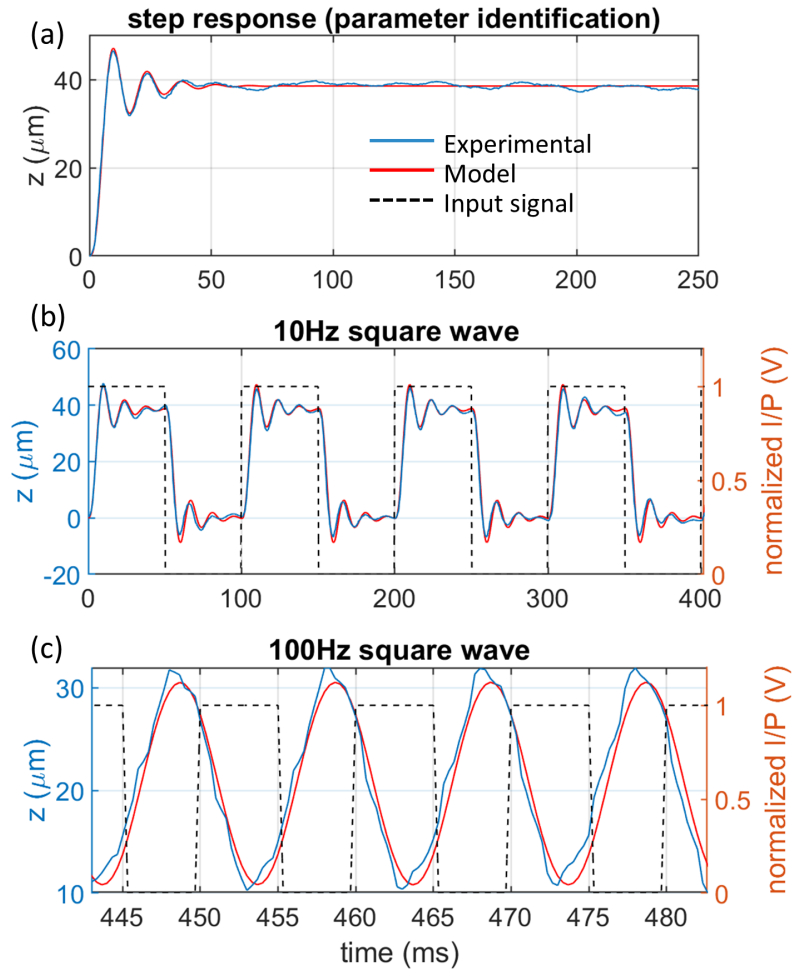 (a)
step response (parameter identification)
40
20
0
z (μm)
Experimental
Model
Input signal
0
50
100
150
200
250
(b)
10Hz square wave
60
40
20
0
-20
z (μm)
1
0.5
0
normalized I/P (V)
0
100
200
300
400
(c)
100Hz square wave
30
20
10
z (μm)
1
0.5
0
normalized I/P (V)
445
450
455
460
465
470
475
480
time (ms)